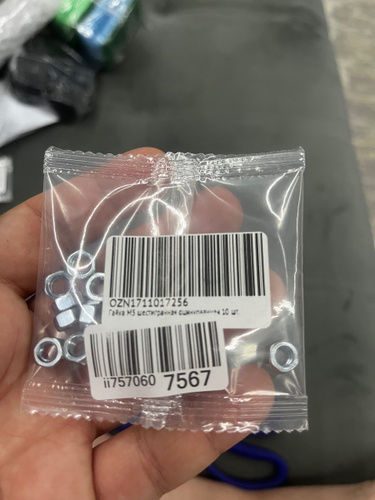 OZN1711017256
Гайка М5 шестигранная оцинкованная 10 шт.
ii757060 7567